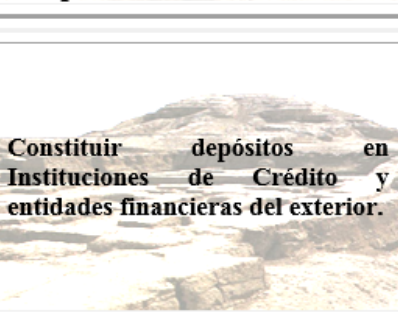 Constituir depósitos en
Instituciones de Crédito y
entidades financieras del exterior.